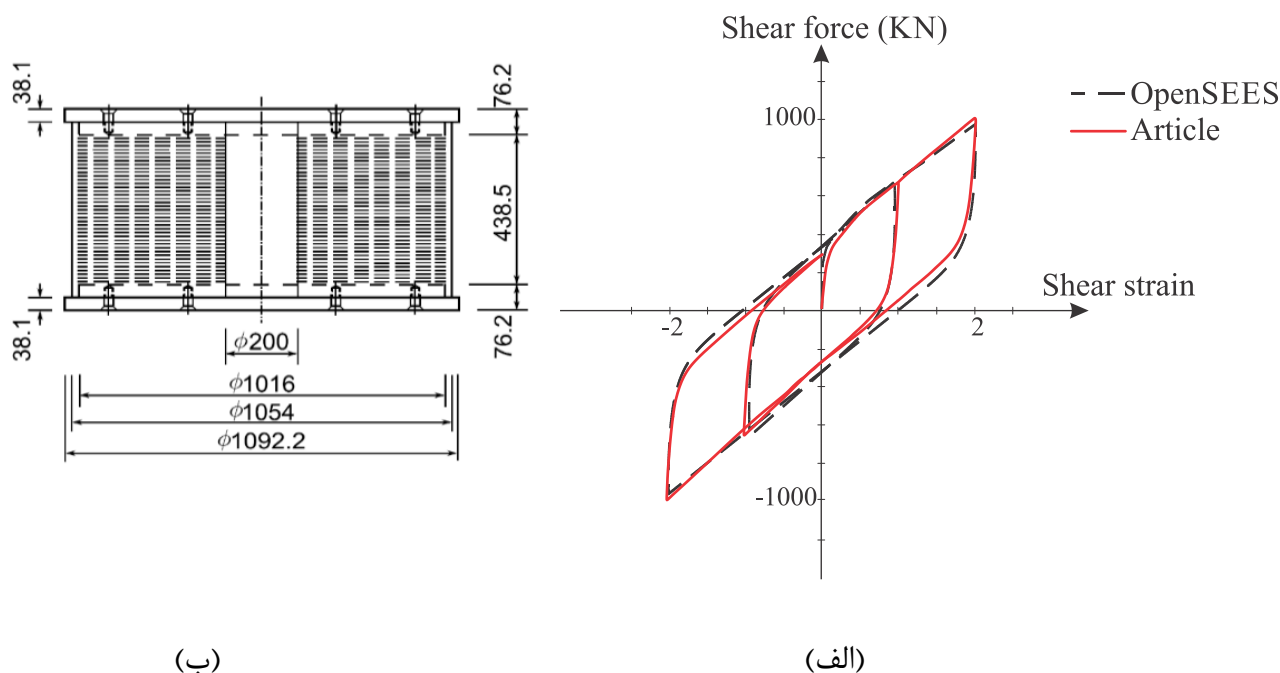 38.1
76.2
438.5
38.1
76.2
ϕ200
ϕ1016
ϕ1054
ϕ1092.2
(ب)
Shear force (KN)
OpenSEES
Article
1000
Shear strain
-2
2
-1000
(الف)